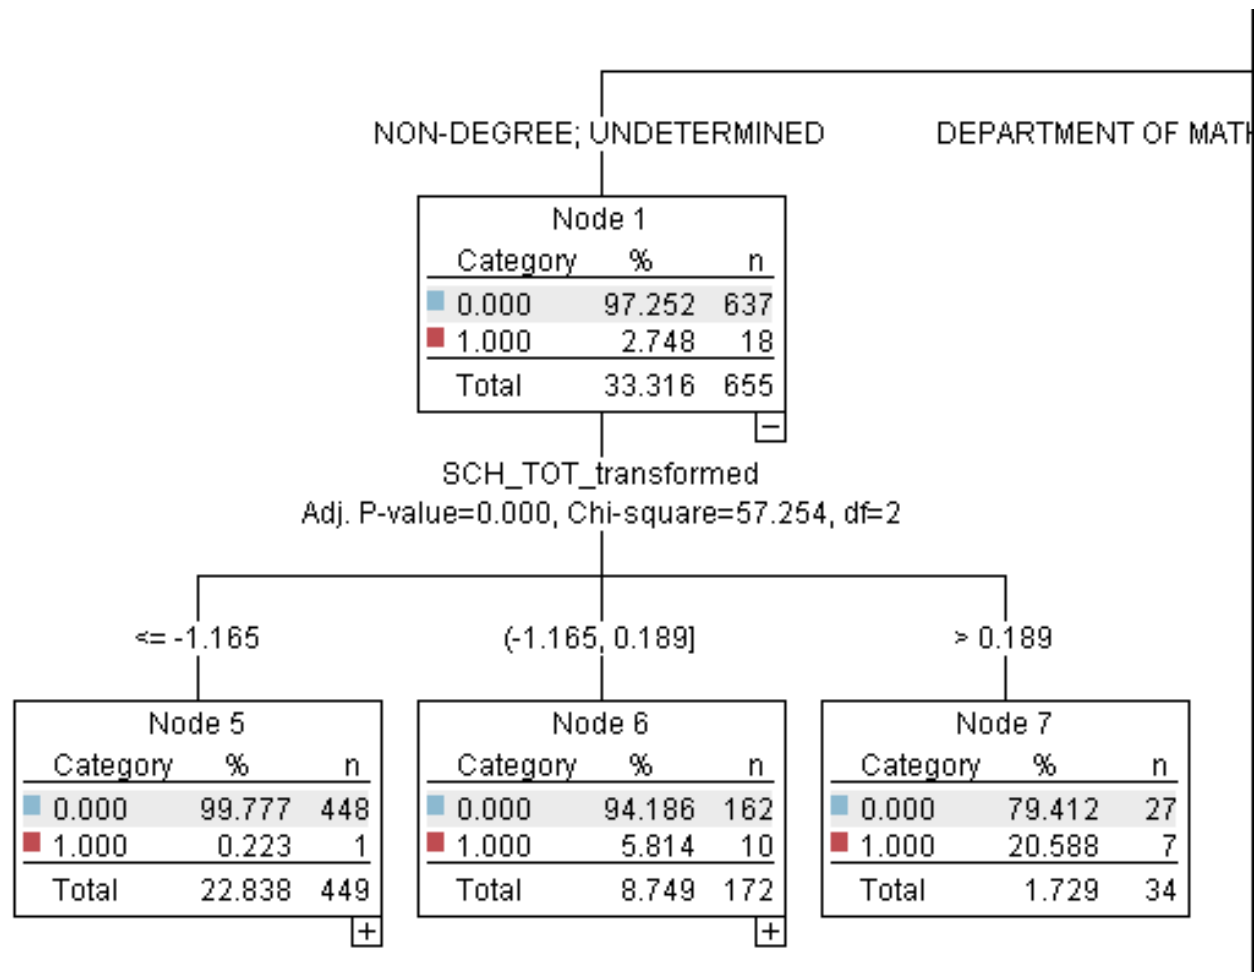 NON-DEGREE; UNDETERMINED
DEPARTMENT OF MATH
Node 1
Category % n
0.000 97.252 637
1.000 2.748 18
Total 33.316 655
SCH_TOT_transformed
Adj. P-value=0.000, Chi-square=57.254, df=2
<= -1.165
(-1.165, 0.189]
> 0.189
Node 5
Category % n
0.000 99.777 448
1.000 0.223 1
Total 22.838 449
Node 6
Category % n
0.000 94.186 162
1.000 5.814 10
Total 8.749 172
Node 7
Category % n
0.000 79.412 27
1.000 20.588 7
Total 1.729 34